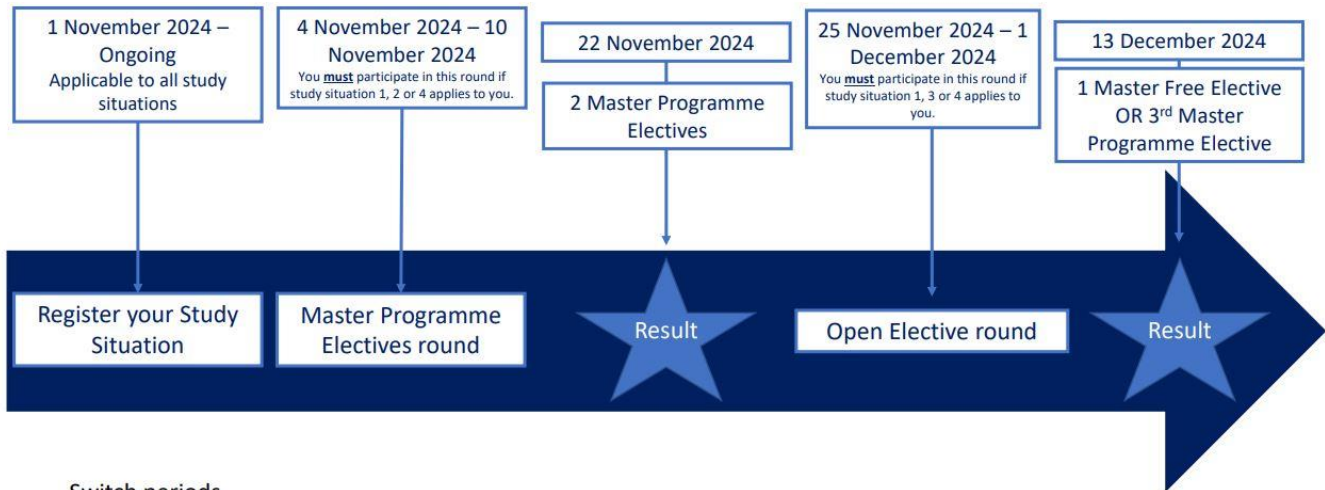 1 November 2024 –
Ongoing
Applicable to all study
situations
4 November 2024 – 10
November 2024
You must participate in this round if
study situation 1, 2 or 4 applies to you.
22 November 2024
2 Master Programme
Electives
25 November 2024 – 1
December 2024
You must participate in this round if
study situation 1, 3 or 4 applies to
you.
13 December 2024
1 Master Free Elective
OR 3rd Master
Programme Elective
Register your Study
Situation
Master Programme
Electives round
Result
Open Elective round
Result
Switch periods